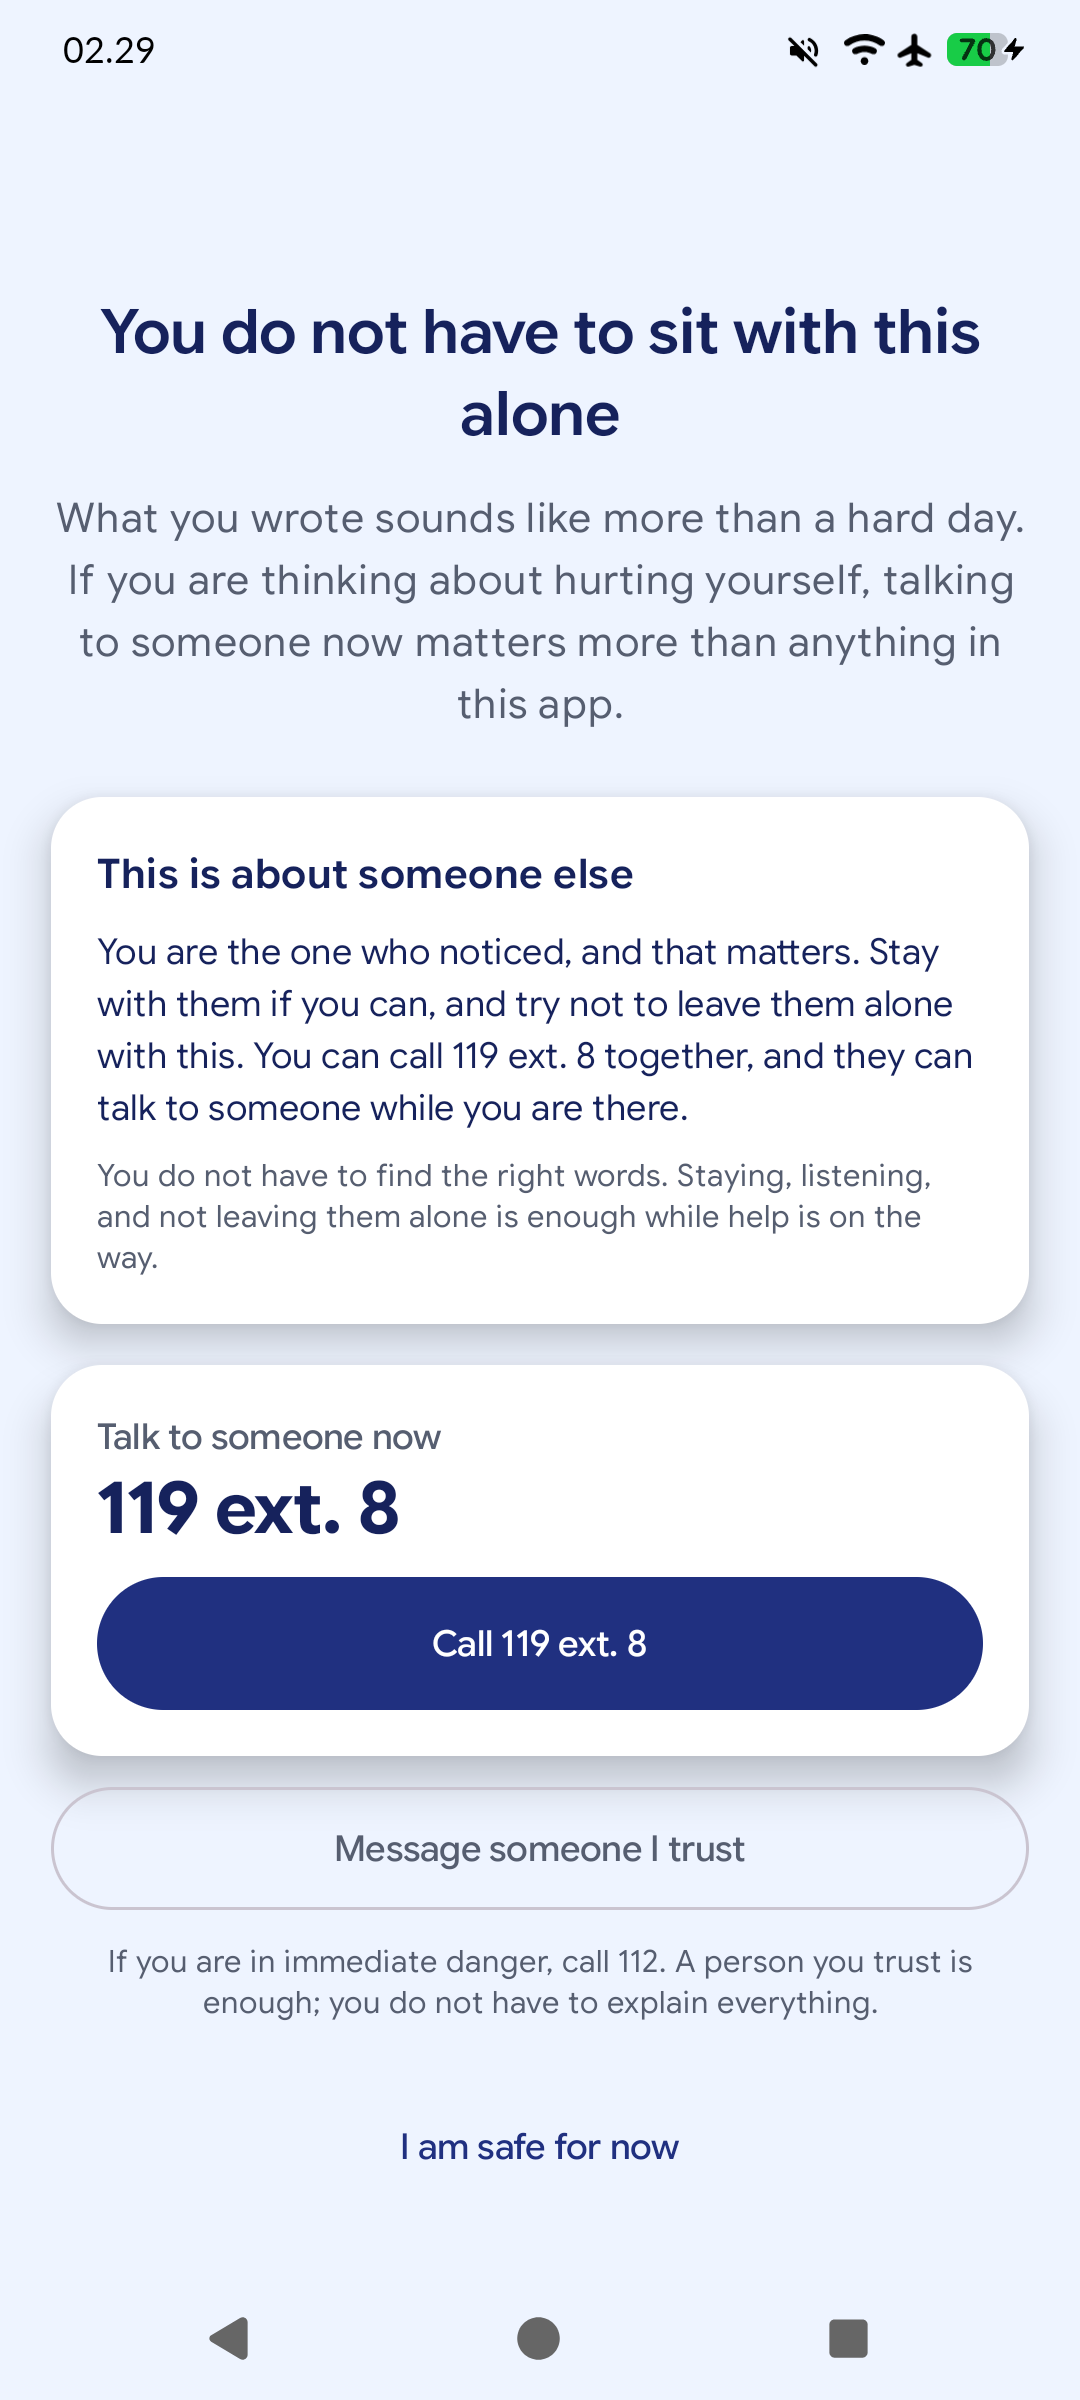 02.29
70
You do not have to sit with this
alone
What you wrote sounds like more than a hard day.
If you are thinking about hurting yourself, talking
to someone now matters more than anything in
this app.
This is about someone else
You are the one who noticed, and that matters. Stay
with them if you can, and try not to leave them alone
with this. You can call 119 ext. 8 together, and they can
talk to someone while you are there.
You do not have to find the right words. Staying, listening,
and not leaving them alone is enough while help is on the
way.
Talk to someone now
119 ext. 8
Call 119 ext. 8
Message someone I trust
If you are in immediate danger, call 112. A person you trust is
enough; you do not have to explain everything.
I am safe for now